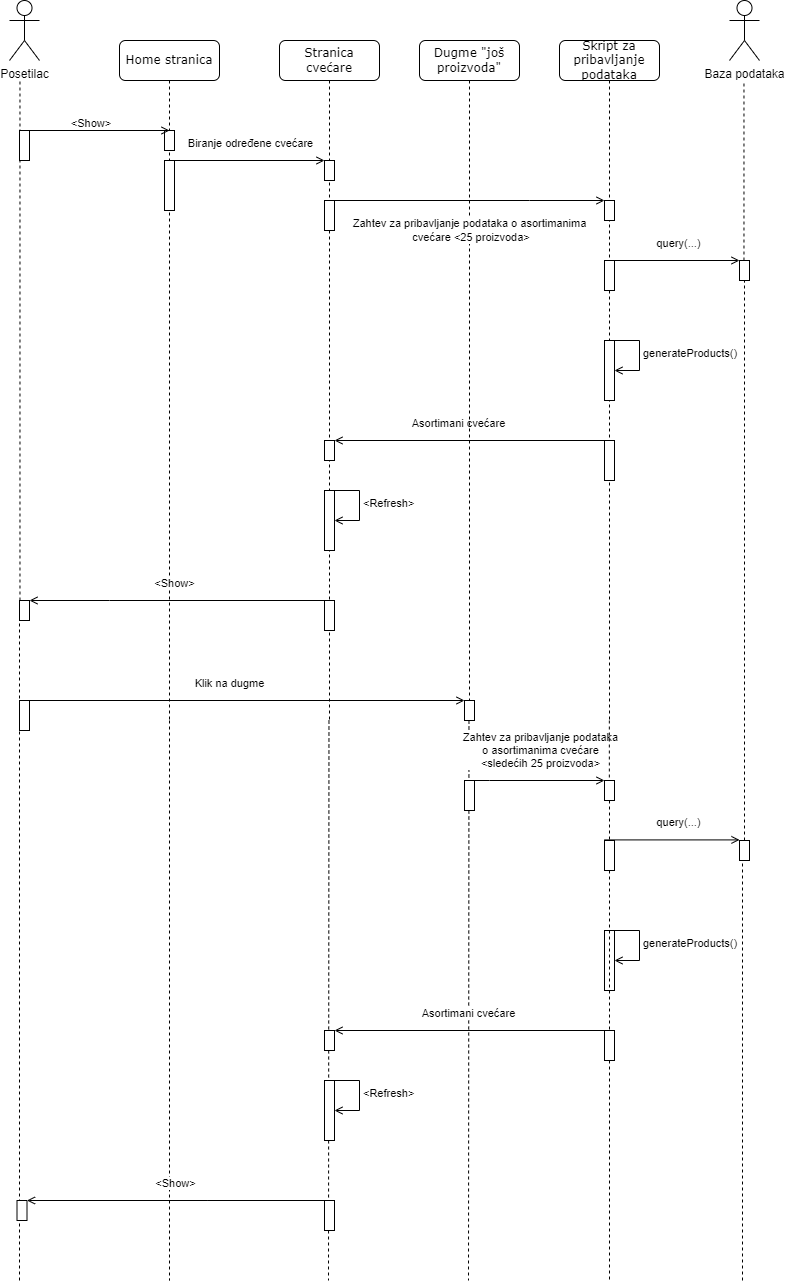 Posetilac
Home stranica
Stranica
cvećare
Dugme "još
proizvoda"
Skript za
pribavljanje
podataka
Baza podataka
<Show>
Biranje određene cvećare
Zahtev za pribavljanje podataka o asortimanima
cvećare <25 proizvoda>
query(...)
generateProducts()
Asortimani cvećare
<Refresh>
<Show>
Klik na dugme
Zahtev za pribavljanje podataka
o asortimanima cvećare
<sledećih 25 proizvoda>
query(...)
generateProducts()
Asortimani cvećare
<Refresh>
<Show>